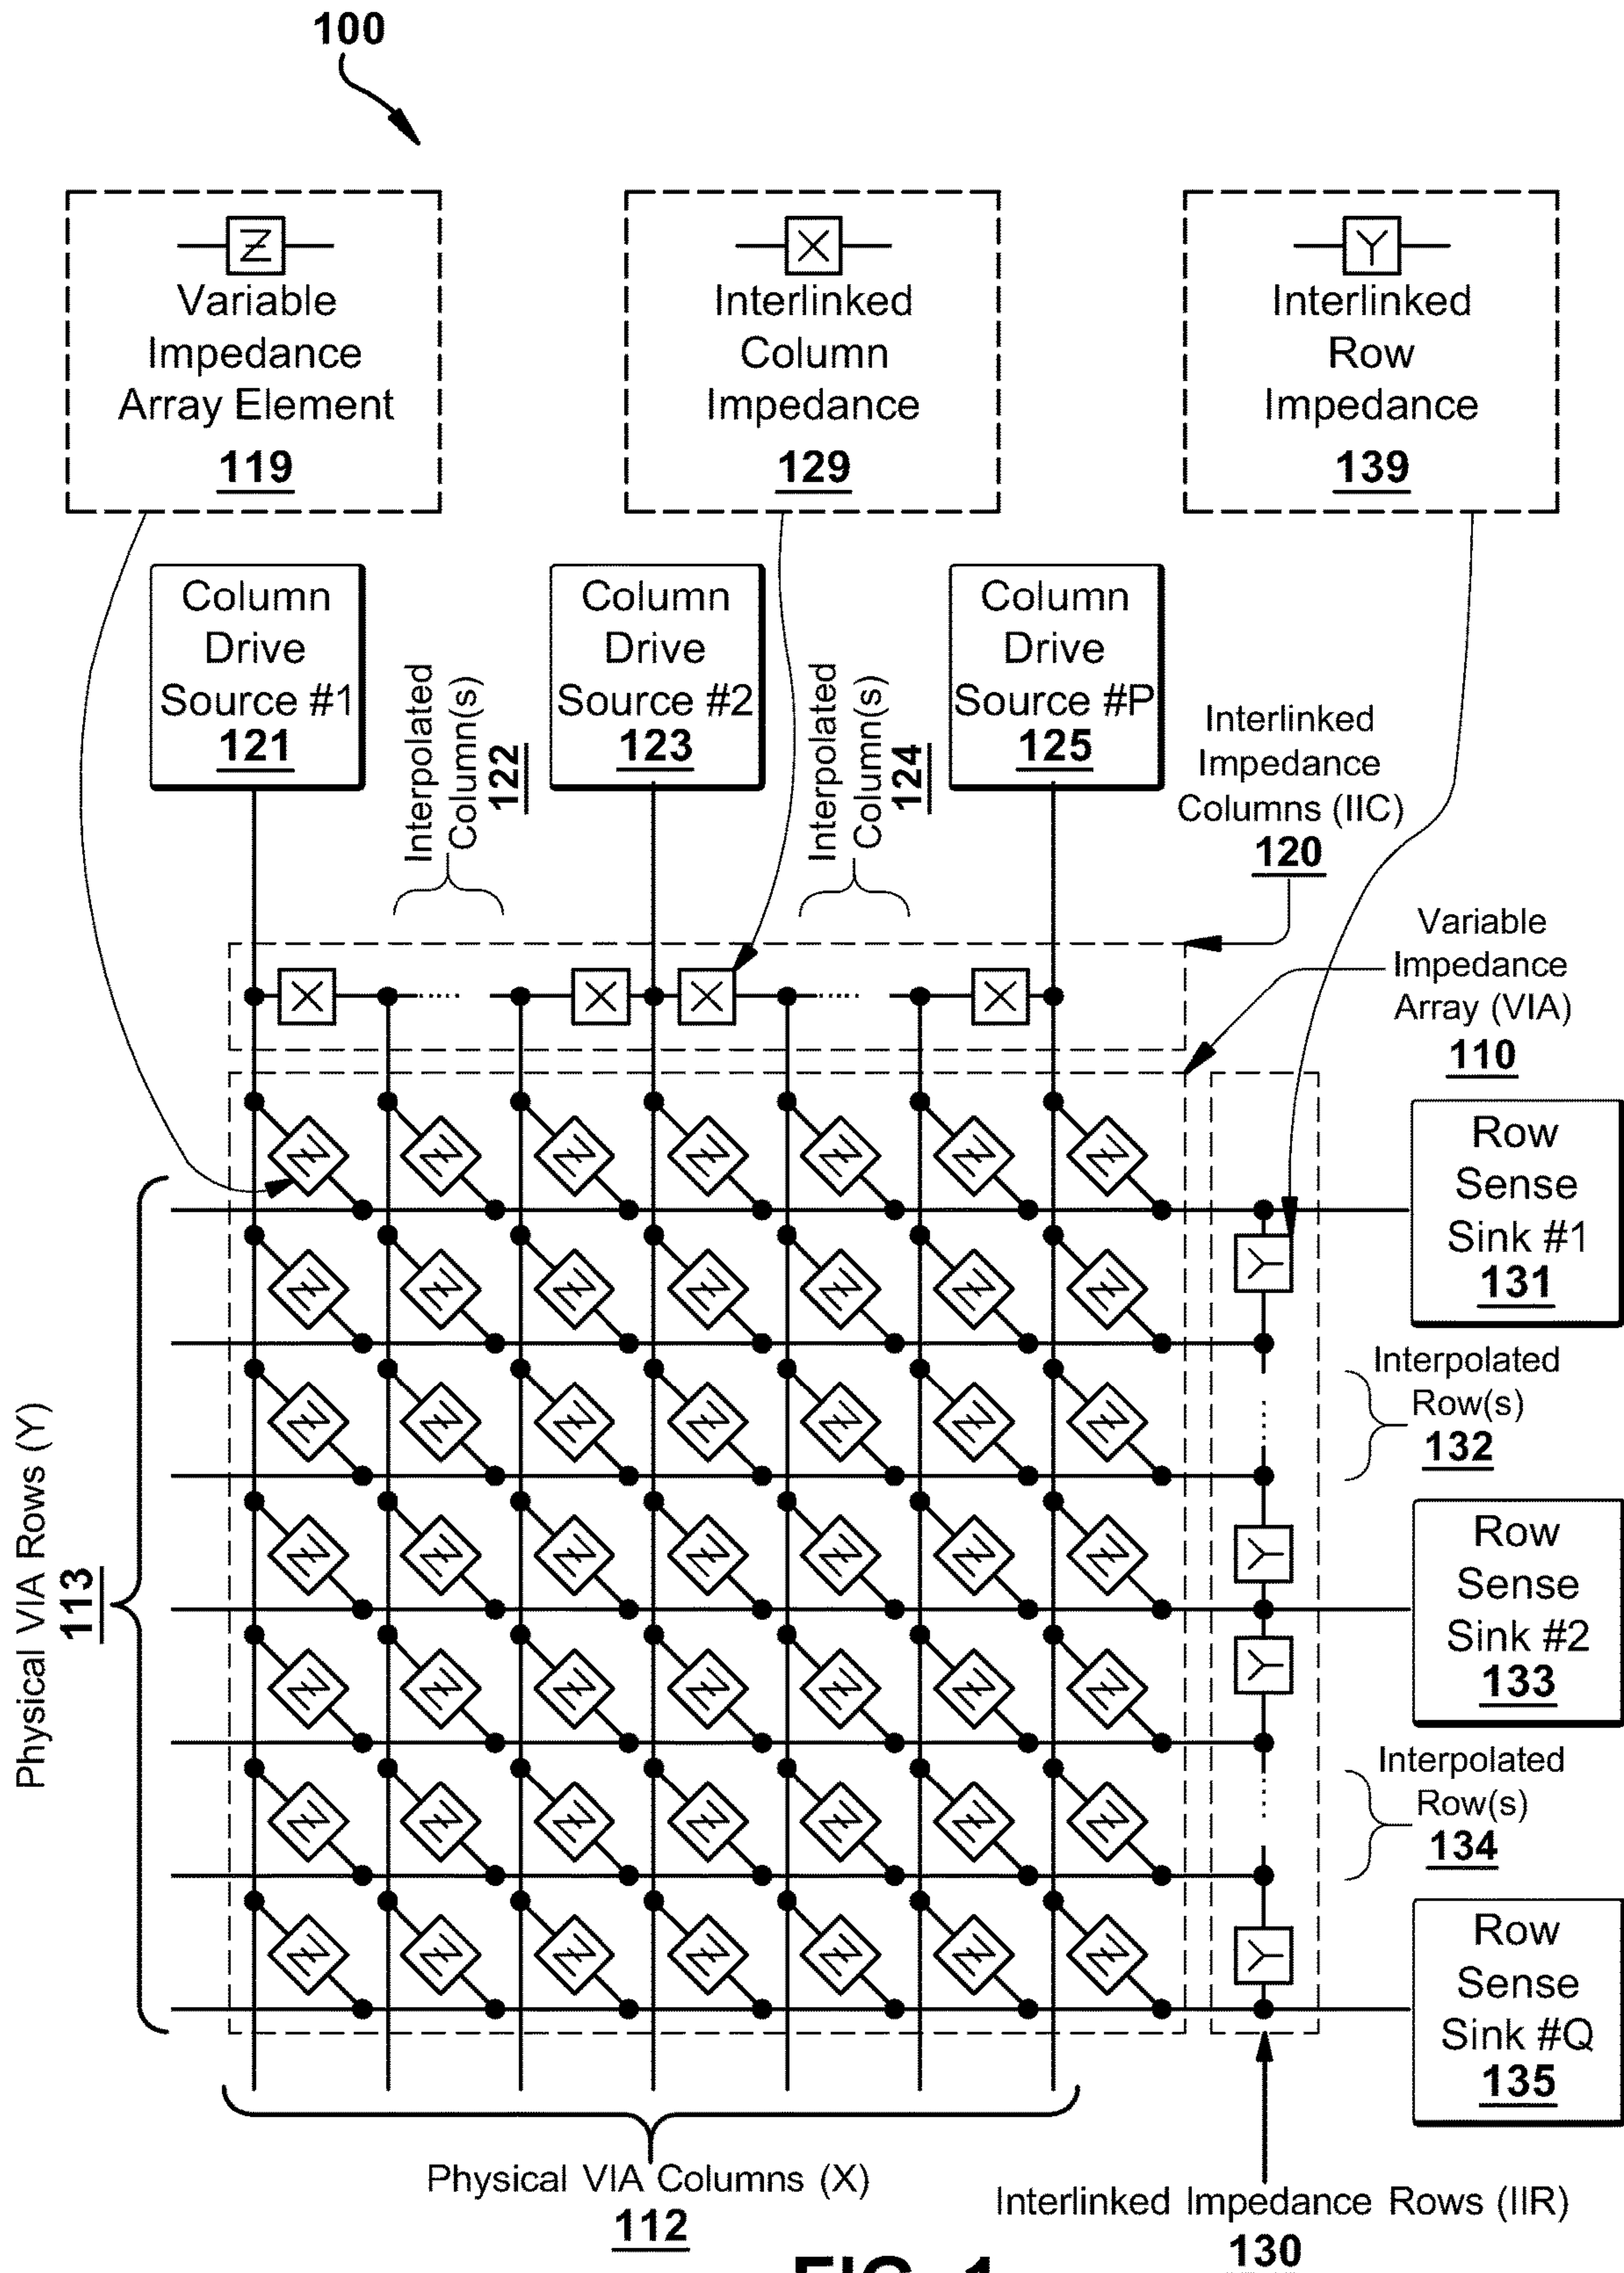 100
Z
Variable
Impedance
Array Element
119
X
Interlinked
Column
Impedance
129
Y
Interlinked
Row
Impedance
139
Column
Drive
Source #1
121
Interpolated
Column(s)
122
Column
Drive
Source #2
123
Interpolated
Column(s)
124
Column
Drive
Source #P
125
Interlinked
Impedance
Columns (IIC)
120
Variable
Impedance
Array (VIA)
110
X X X X
Z Z Z Z Z Z Z
Row
Sense
Sink #1
131
Z Z Z Z Z Z Z Y
Interpolated
Row(s)
132
Z Z Z Z Z Z Z
Physical VIA Rows (Y)
113
Z Z Z Z Z Z Z Y
Row
Sense
Sink #2
133
Z Z Z Z Z Z Z Y
Interpolated
Row(s)
134
Z Z Z Z Z Z Z
Z Z Z Z Z Z Z Y
Row
Sense
Sink #Q
135
Physical VIA Columns (X)
112
Interlinked Impedance Rows (IIR)
130
FIG. 1